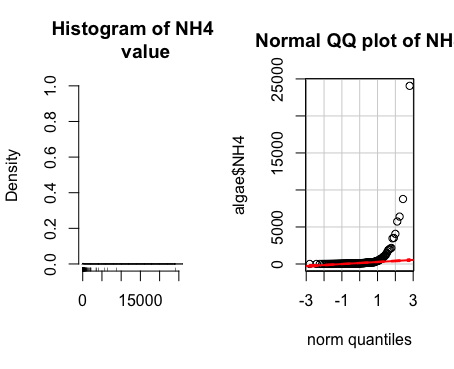 Histogram of NH4
value
Density
0.0 0.2 0.4 0.6 0.8 1.0
0 15000
Normal QQ plot of NH
algae$NH4
0 5000 15000 25000
-3 -1 1 3
norm quantiles